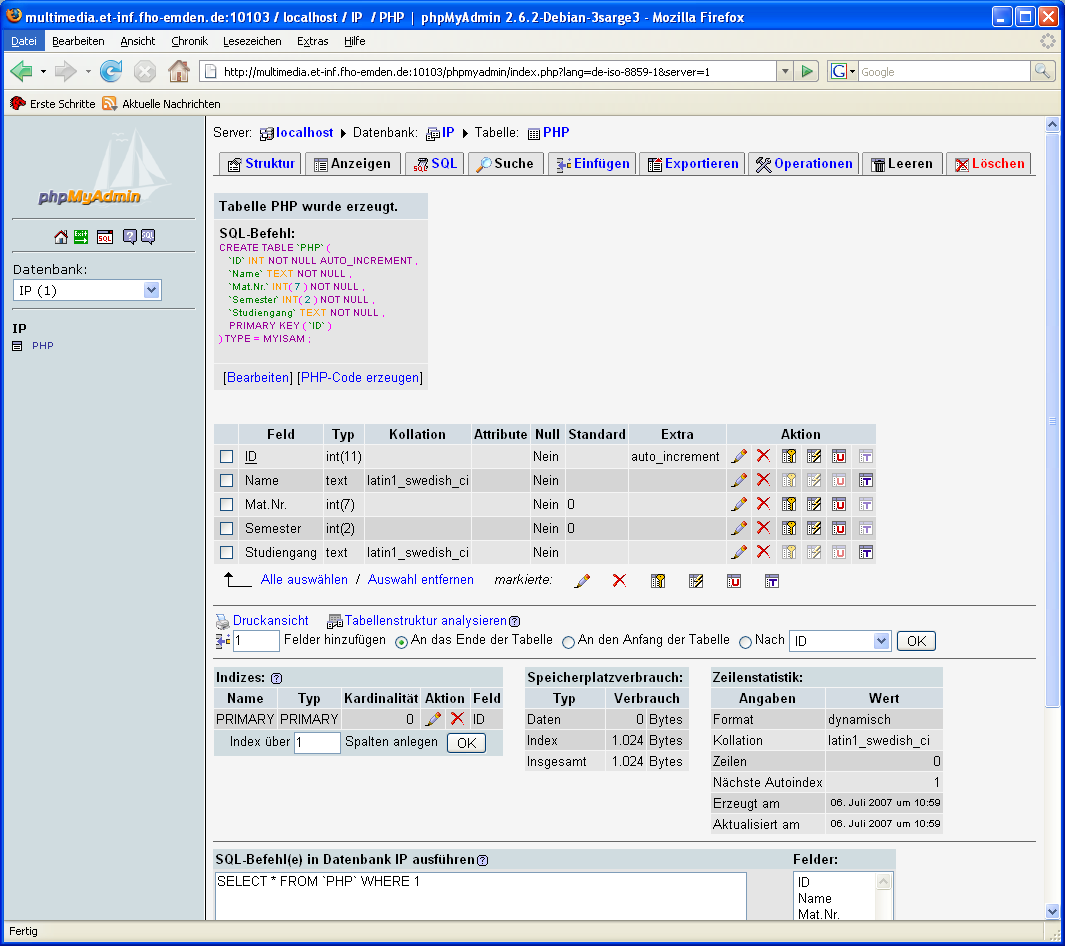 multimedia.et-inf.fho-emden.de:10103 / localhost / IP / PHP | phpMyAdmin 2.6.2-Debian-3sarge3 - Mozilla Firefox
Datei Bearbeiten Ansicht Chronik Lesezeichen Extras Hilfe
http://multimedia.et-inf.fho-emden.de:10103/phpmyadmin/index.php?lang=de-iso-8859-1&server=1
G Google
Erste Schritte Aktuelle Nachrichten
phpMyAdmin
Exit SQL ? SQL
Datenbank:
IP (1)
IP
PHP
Server: localhost Datenbank: IP Tabelle: PHP
Struktur Anzeigen SQL Suche Einfügen Exportieren Operationen Leeren Löschen
Tabelle PHP wurde erzeugt.
SQL-Befehl:
CREATE TABLE `PHP` (
`ID` INT NOT NULL AUTO_INCREMENT ,
`Name` TEXT NOT NULL ,
`Mat.Nr.` INT( 7 ) NOT NULL ,
`Semester` INT( 2 ) NOT NULL ,
`Studiengang` TEXT NOT NULL ,
PRIMARY KEY ( `ID` )
) TYPE = MYISAM ;
[Bearbeiten] [PHP-Code erzeugen]
Feld Typ Kollation Attribute Null Standard Extra Aktion
ID int(11) Nein auto_increment
Name text latin1_swedish_ci Nein
Mat.Nr. int(7) Nein 0
Semester int(2) Nein 0
Studiengang text latin1_swedish_ci Nein
Alle auswählen / Auswahl entfernen markierte:
Druckansicht Tabellenstruktur analysieren ?
1 Felder hinzufügen An das Ende der Tabelle An den Anfang der Tabelle Nach ID OK
Indizes: ?
Name Typ Kardinalität Aktion Feld
PRIMARY PRIMARY 0 ID
Index über 1 Spalten anlegen OK
Speicherplatzverbrauch:
Typ Verbrauch
Daten 0 Bytes
Index 1.024 Bytes
Insgesamt 1.024 Bytes
Zeilenstatistik:
Angaben Wert
Format dynamisch
Kollation latin1_swedish_ci
Zeilen 0
Nächste Autoindex 1
Erzeugt am 06. Juli 2007 um 10:59
Aktualisiert am 06. Juli 2007 um 10:59
SQL-Befehl(e) in Datenbank IP ausführen ?
SELECT * FROM `PHP` WHERE 1
Felder:
ID
Name
Mat.Nr.
Fertig